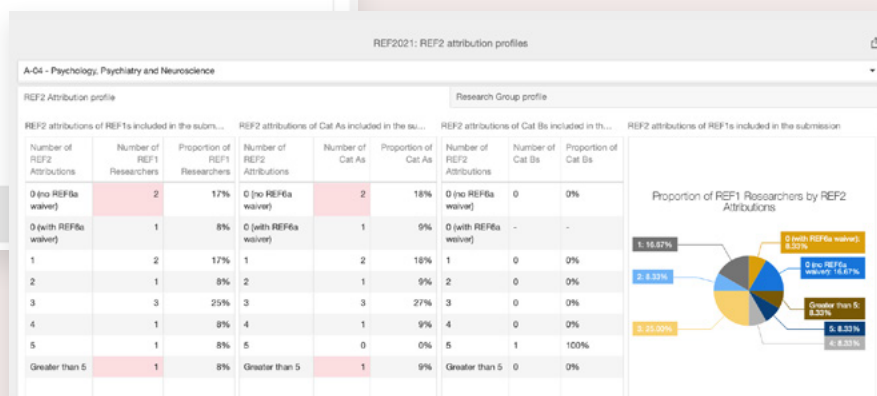 REF2021: REF2 attribution profiles
A-04 - Psychology, Psychiatry and Neuroscience
REF2 Attribution profile
Research Group profile
REF2 attributions of REF1s included in the subm...
REF2 attributions of Cat As included in the su...
REF2 attributions of Cat Bs included in th...
REF2 attributions of REF1s included in the submission
Number of REF2 Attributions Number of REF1 Researchers Proportion of REF1 Researchers
0 (no REF6a waiver) 2 17%
0 (with REF6a waiver) 1 8%
1 2 17%
2 1 8%
3 3 25%
4 1 8%
5 1 8%
Greater than 5 1 8%
Number of REF2 Attributions Number of Cat As Proportion of Cat As
0 (no REF6a waiver) 2 18%
0 (with REF6a waiver) 1 9%
1 2 18%
2 1 9%
3 3 27%
4 1 9%
5 0 0%
Greater than 5 1 9%
Number of REF2 Attributions Number of Cat Bs Proportion of Cat Bs
0 (no REF6a waiver) 0 0%
0 (with REF6a waiver) - -
1 0 0%
2 0 0%
3 0 0%
4 0 0%
5 1 100%
Greater than 5 0 0%
Proportion of REF1 Researchers by REF2
Attributions
1: 16.67%
0 (with REF6a waiver):
8.33%
0 (no REF6a
waiver): 16.67%
2: 8.33%
Greater than 5:
8.33%
3: 25.00%
5: 8.33%
4: 8.33%